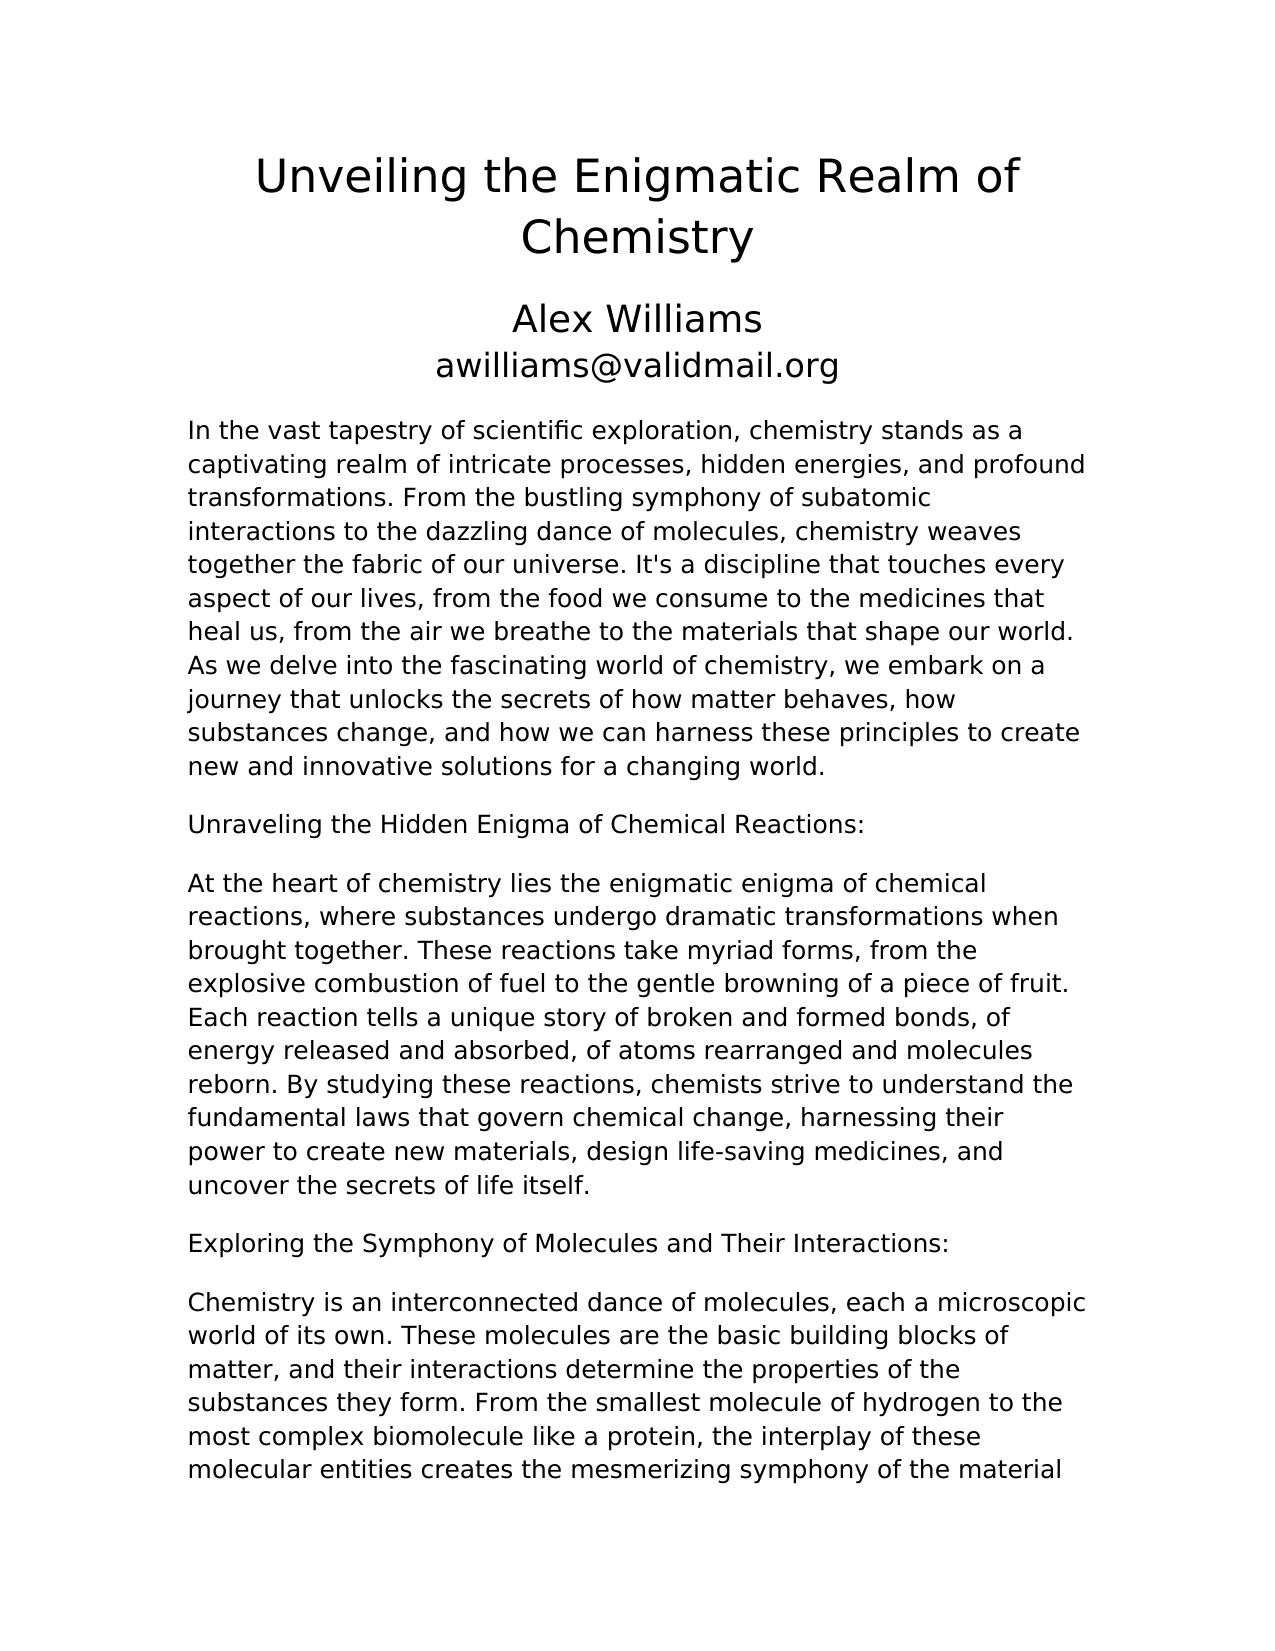 Unveiling the Enigmatic Realm of
Chemistry
Alex Williams
awilliams@validmail.org
In the vast tapestry of scientific exploration, chemistry stands as a
captivating realm of intricate processes, hidden energies, and profound
transformations. From the bustling symphony of subatomic
interactions to the dazzling dance of molecules, chemistry weaves
together the fabric of our universe. It's a discipline that touches every
aspect of our lives, from the food we consume to the medicines that
heal us, from the air we breathe to the materials that shape our world.
As we delve into the fascinating world of chemistry, we embark on a
journey that unlocks the secrets of how matter behaves, how
substances change, and how we can harness these principles to create
new and innovative solutions for a changing world.
Unraveling the Hidden Enigma of Chemical Reactions:
At the heart of chemistry lies the enigmatic enigma of chemical
reactions, where substances undergo dramatic transformations when
brought together. These reactions take myriad forms, from the
explosive combustion of fuel to the gentle browning of a piece of fruit.
Each reaction tells a unique story of broken and formed bonds, of
energy released and absorbed, of atoms rearranged and molecules
reborn. By studying these reactions, chemists strive to understand the
fundamental laws that govern chemical change, harnessing their
power to create new materials, design life-saving medicines, and
uncover the secrets of life itself.
Exploring the Symphony of Molecules and Their Interactions:
Chemistry is an interconnected dance of molecules, each a microscopic
world of its own. These molecules are the basic building blocks of
matter, and their interactions determine the properties of the
substances they form. From the smallest molecule of hydrogen to the
most complex biomolecule like a protein, the interplay of these
molecular entities creates the mesmerizing symphony of the material